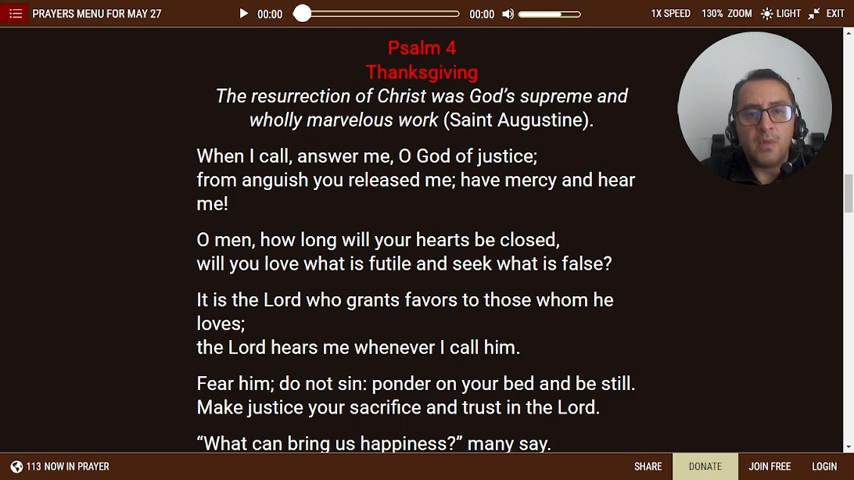 PRAYERS MENU FOR MAY 27
00:00
00:00
1X SPEED
130% ZOOM
LIGHT
EXIT
Psalm 4
Thanksgiving
The resurrection of Christ was God’s supreme and
wholly marvelous work (Saint Augustine).
When I call, answer me, O God of justice;
from anguish you released me; have mercy and hear
me!
O men, how long will your hearts be closed,
will you love what is futile and seek what is false?
It is the Lord who grants favors to those whom he
loves;
the Lord hears me whenever I call him.
Fear him; do not sin: ponder on your bed and be still.
Make justice your sacrifice and trust in the Lord.
“What can bring us happiness?” many say.
113 NOW IN PRAYER
SHARE
DONATE
JOIN FREE
LOGIN